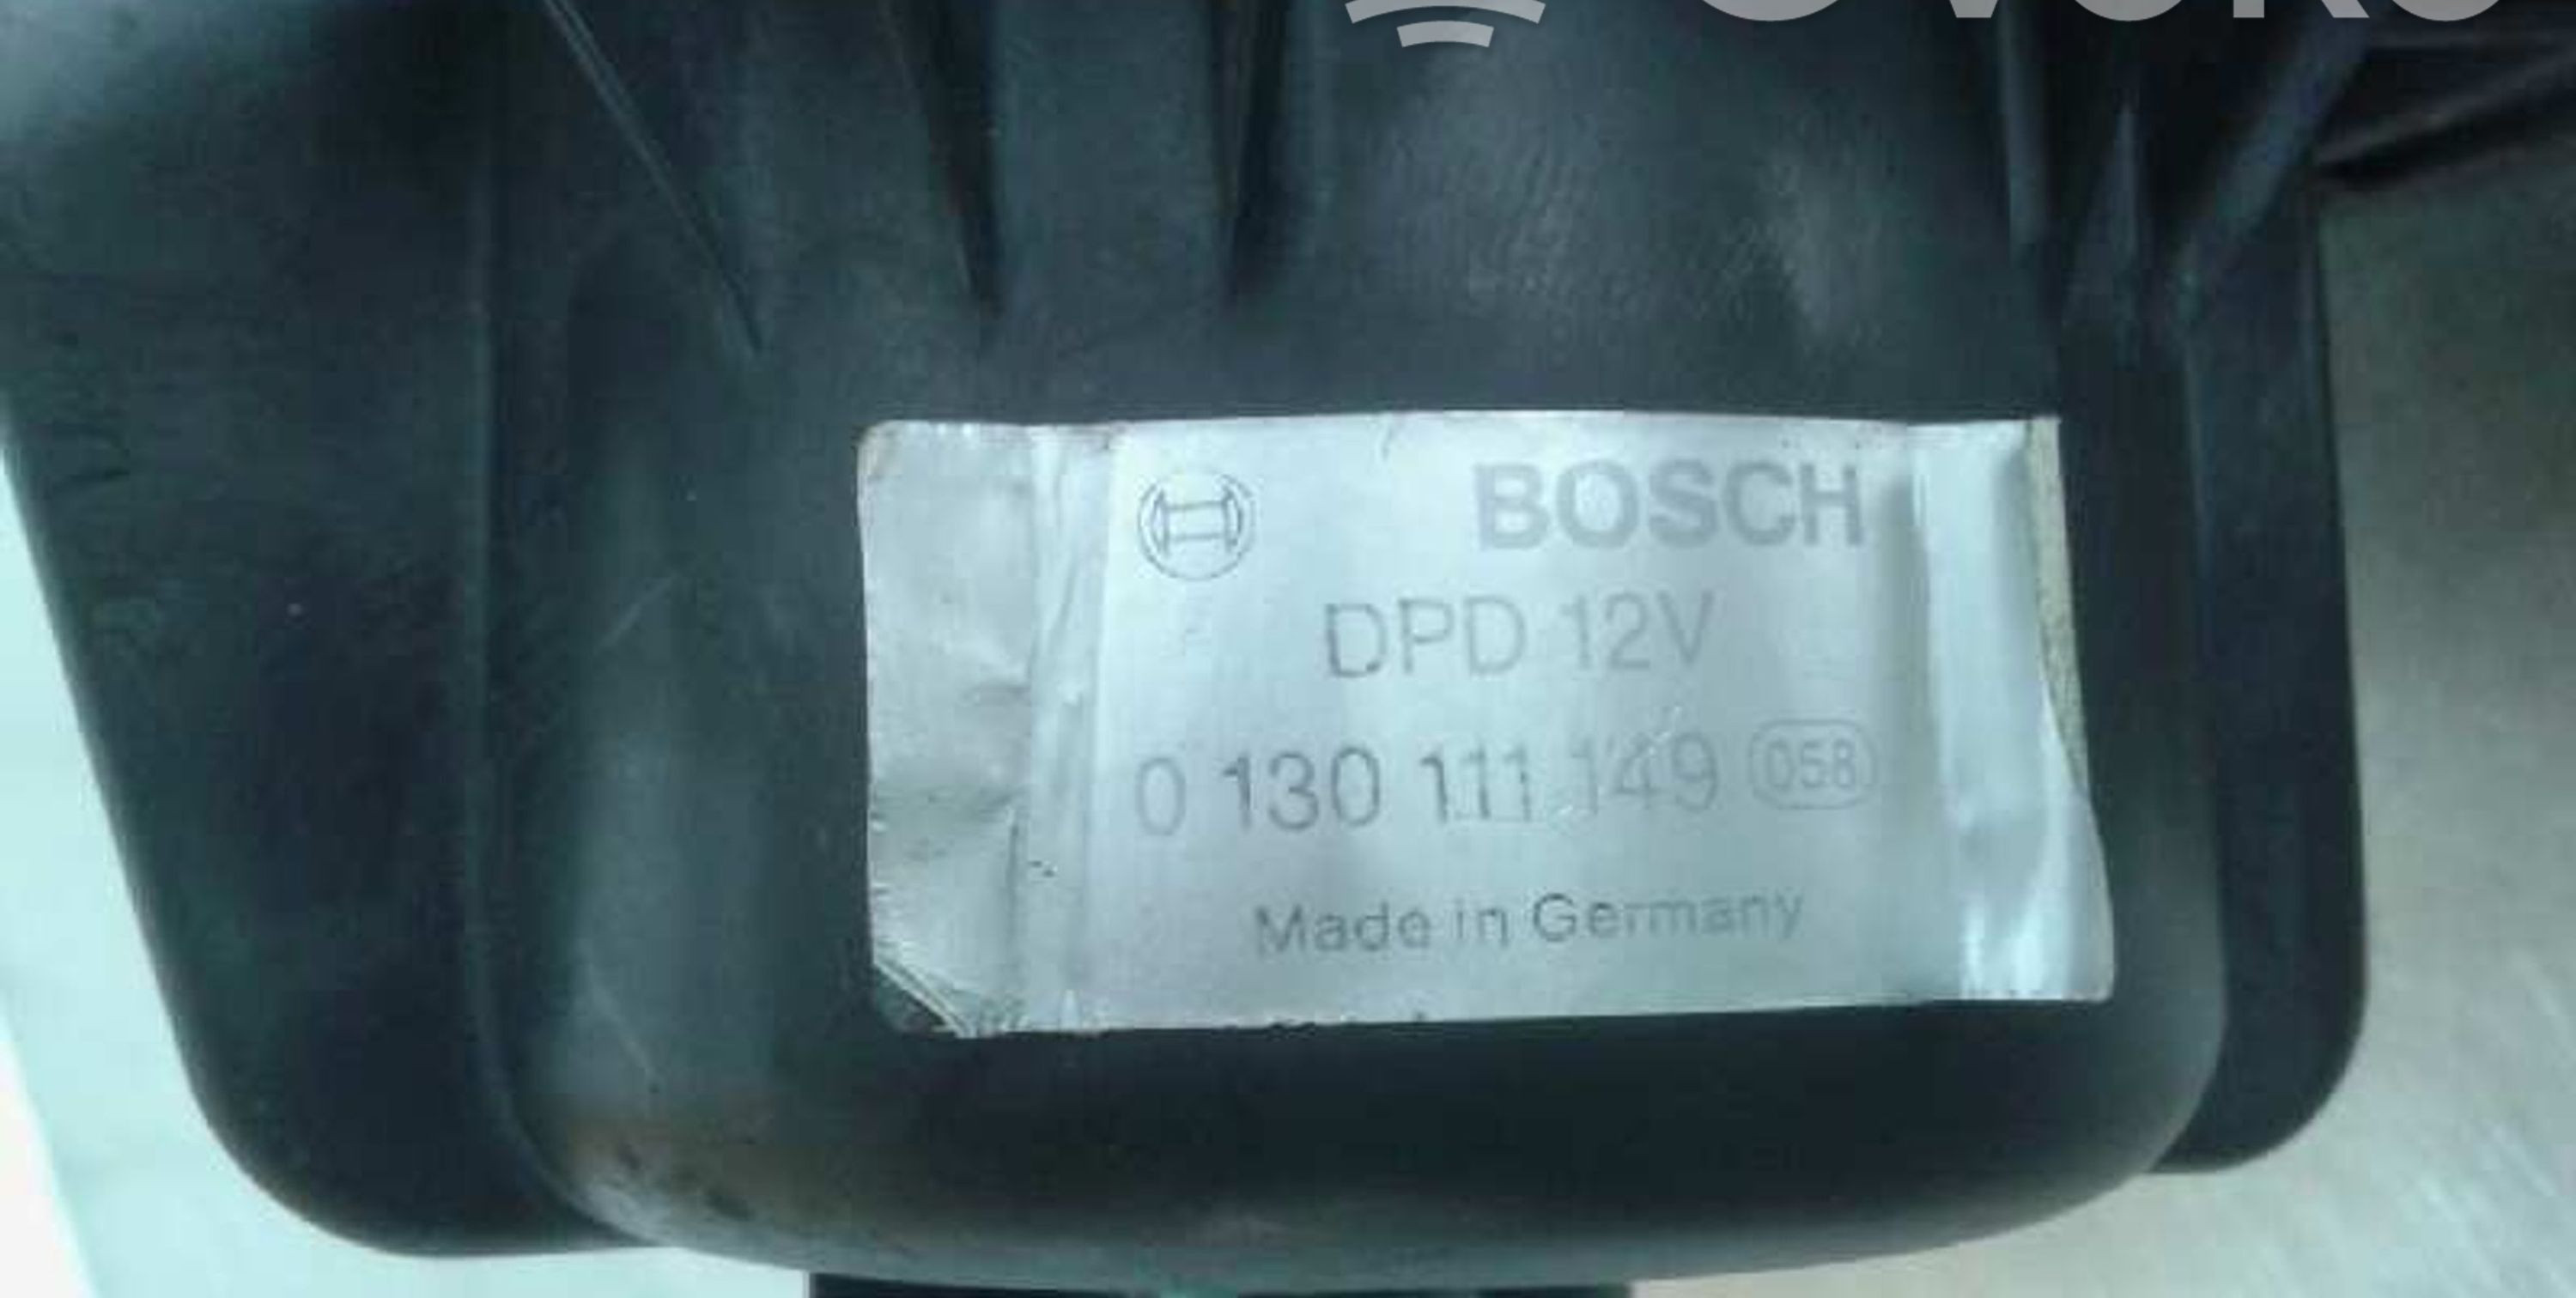 BOSCH
DPD 12V
0 130 111 149 058
Made in Germany